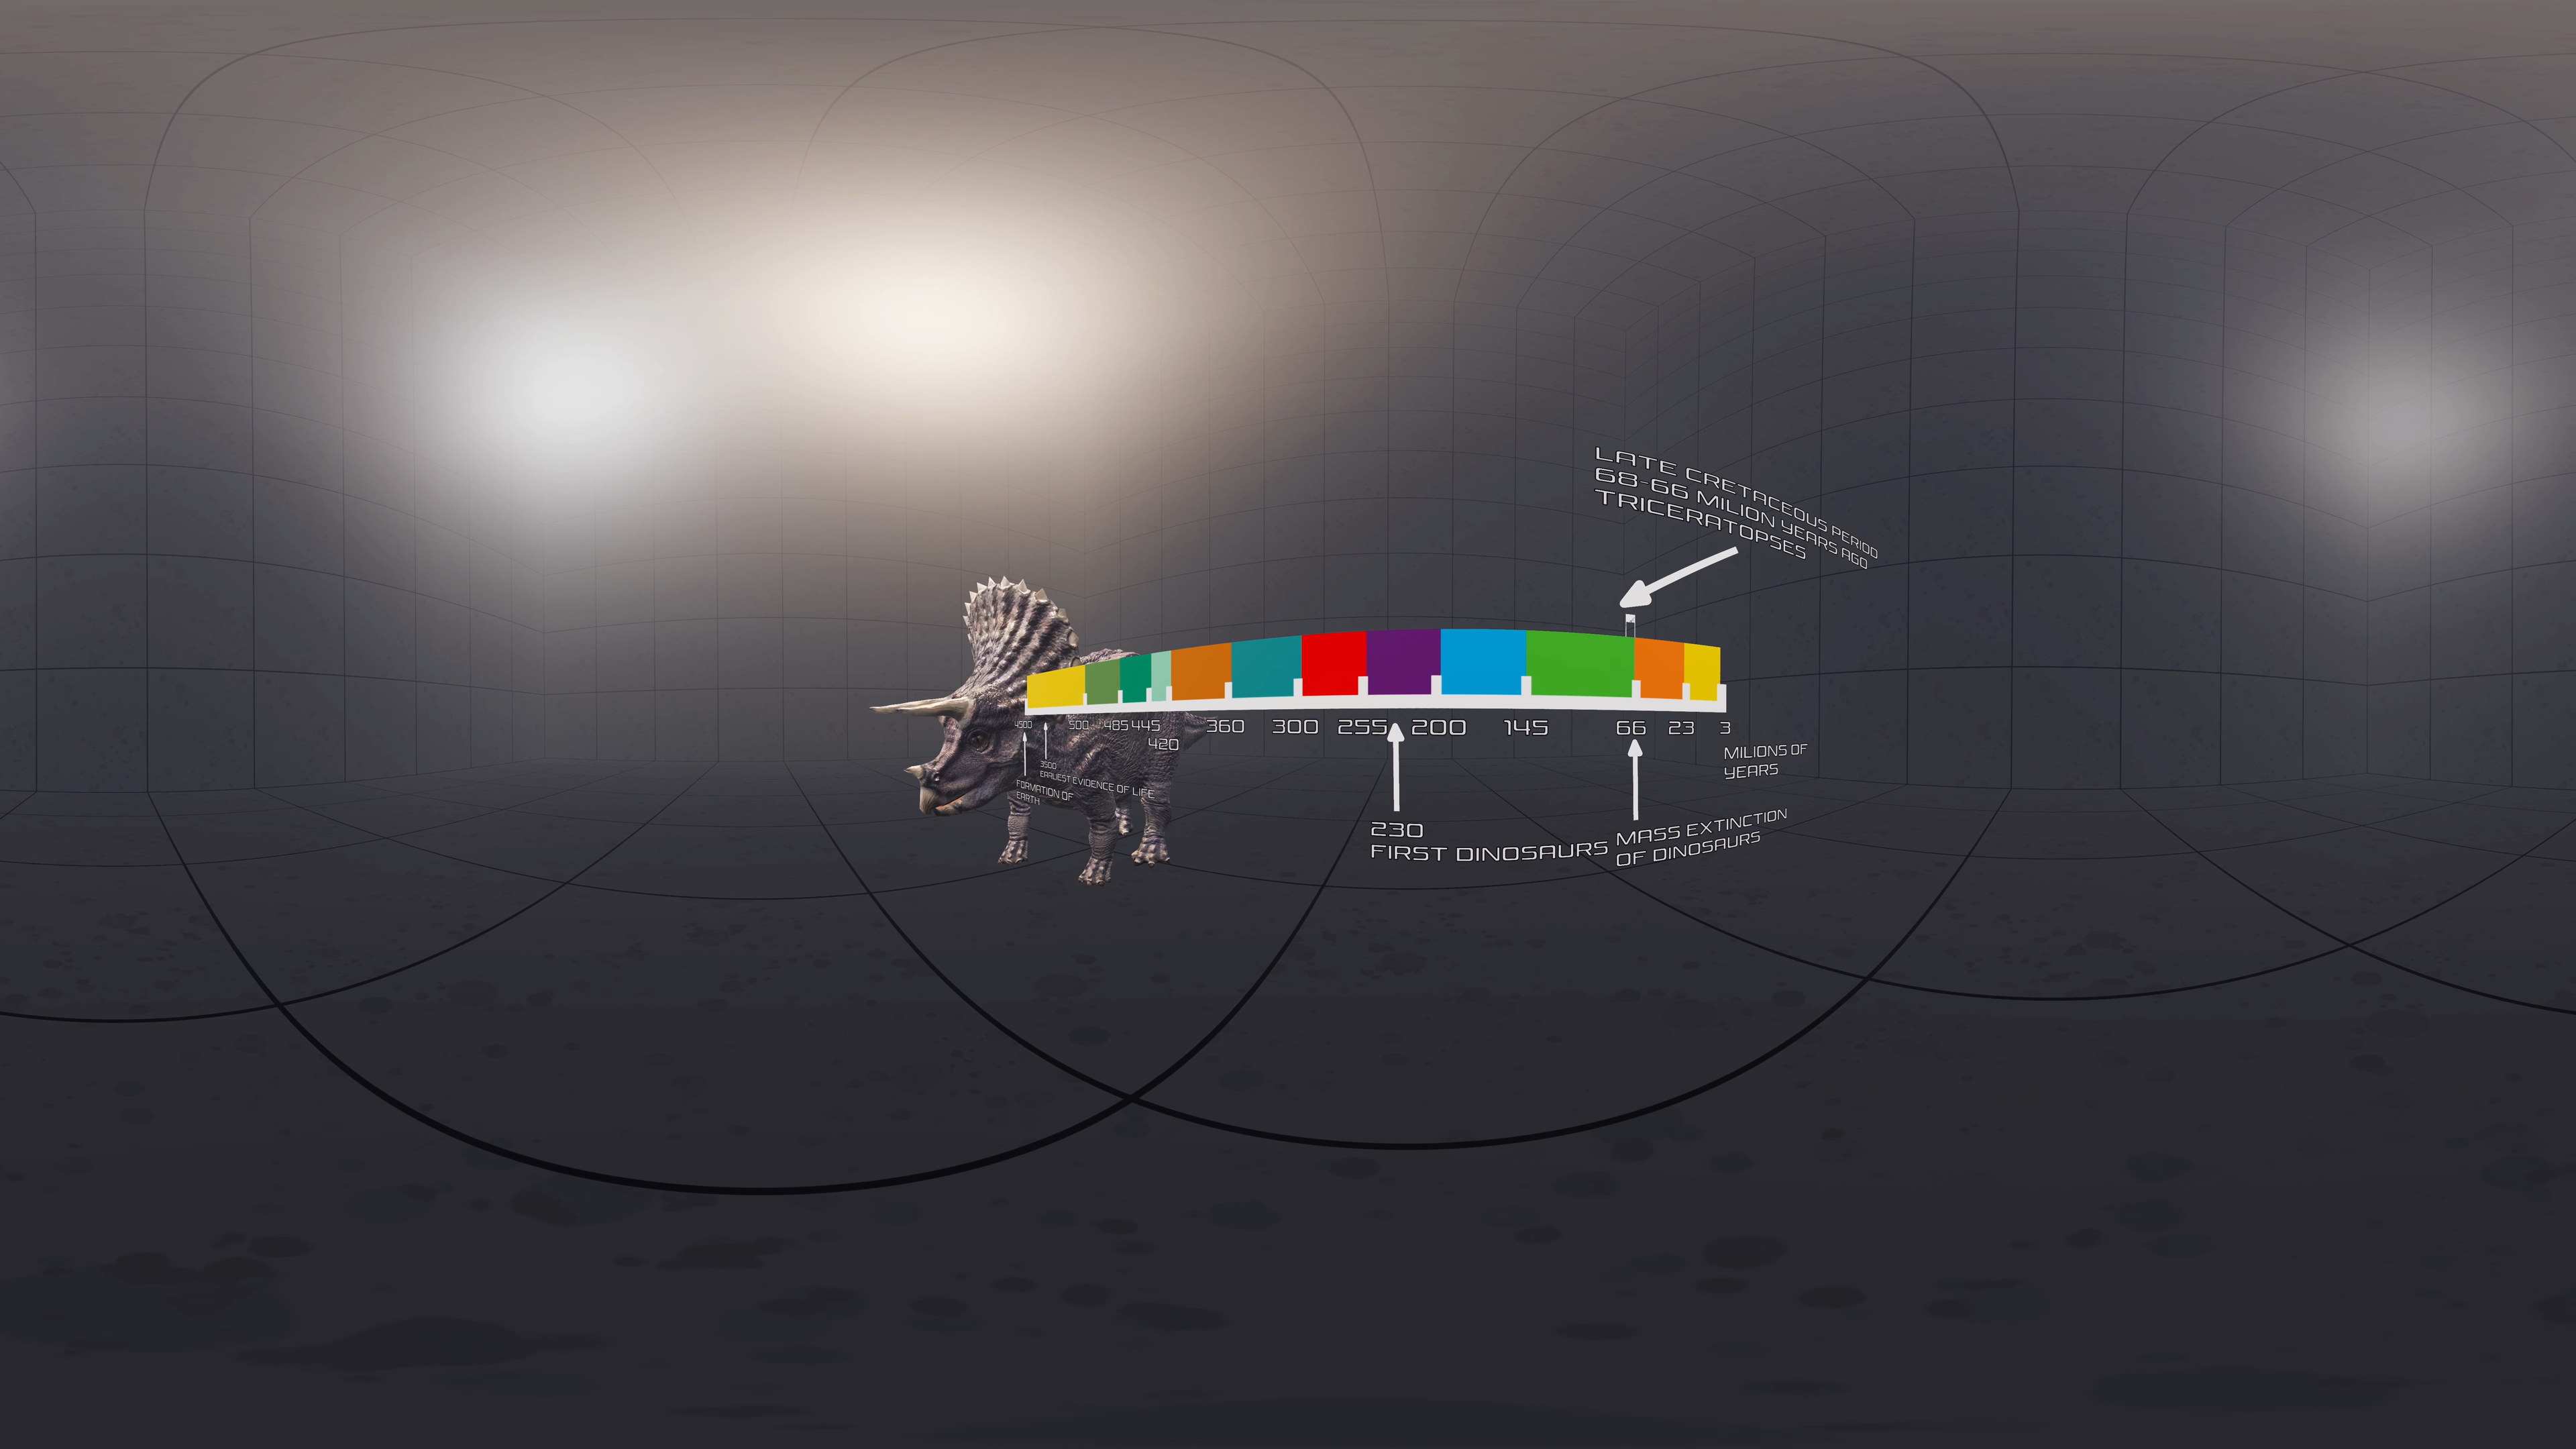 LATE CRETACEOUS PERIOD
68-66 MILION YEARS AGO
TRICERATOPSES
4500 500 485 445 360 300 255 200 145 66 23 3
420
MILIONS OF
YEARS
3500
EARLIEST EVIDENCE OF LIFE
FORMATION OF
EARTH
230
FIRST DINOSAURS
MASS EXTINCTION
OF DINOSAURS